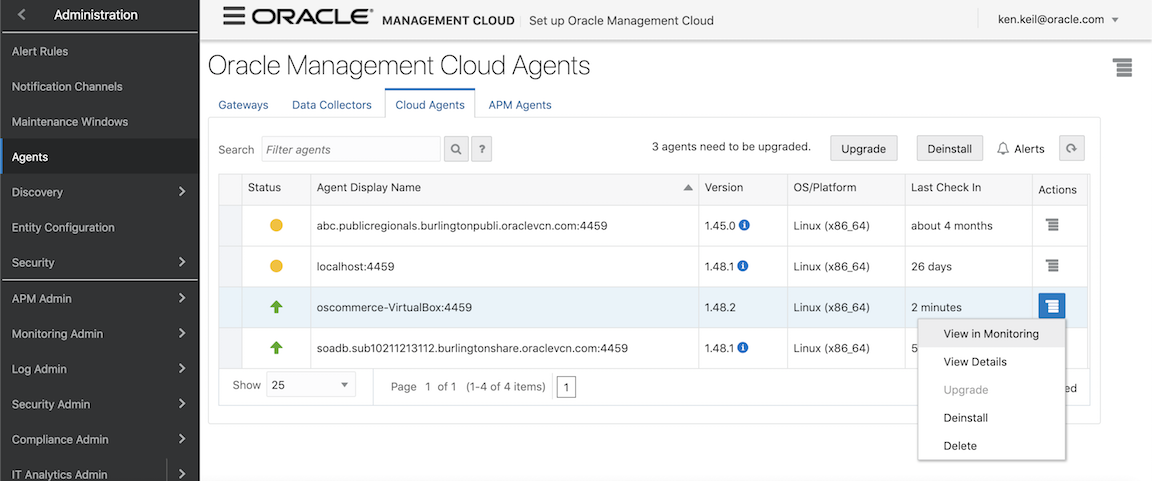 Administration
ORACLE® MANAGEMENT CLOUD Set up Oracle Management Cloud ken.keil@oracle.com
Alert Rules
Notification Channels
Maintenance Windows
Agents
Discovery
Entity Configuration
Security
APM Admin
Monitoring Admin
Log Admin
Security Admin
Compliance Admin
IT Analytics Admin
Oracle Management Cloud Agents
Gateways Data Collectors Cloud Agents APM Agents
Search Filter agents ? 3 agents need to be upgraded. Upgrade Deinstall Alerts
Status Agent Display Name Version OS/Platform Last Check In Actions
abc.publicregionals.burlingtonpubli.oraclevcn.com:4459 1.45.0 Linux (x86_64) about 4 months
localhost:4459 1.48.1 Linux (x86_64) 26 days
oscommerce-VirtualBox:4459 1.48.2 Linux (x86_64) 2 minutes
soadb.sub10211213112.burlingtonshare.oraclevcn.com:4459 1.48.1 Linux (x86_64) 5
Show 25 Page 1 of 1 (1-4 of 4 items) 1 ed
View in Monitoring
View Details
Upgrade
Deinstall
Delete